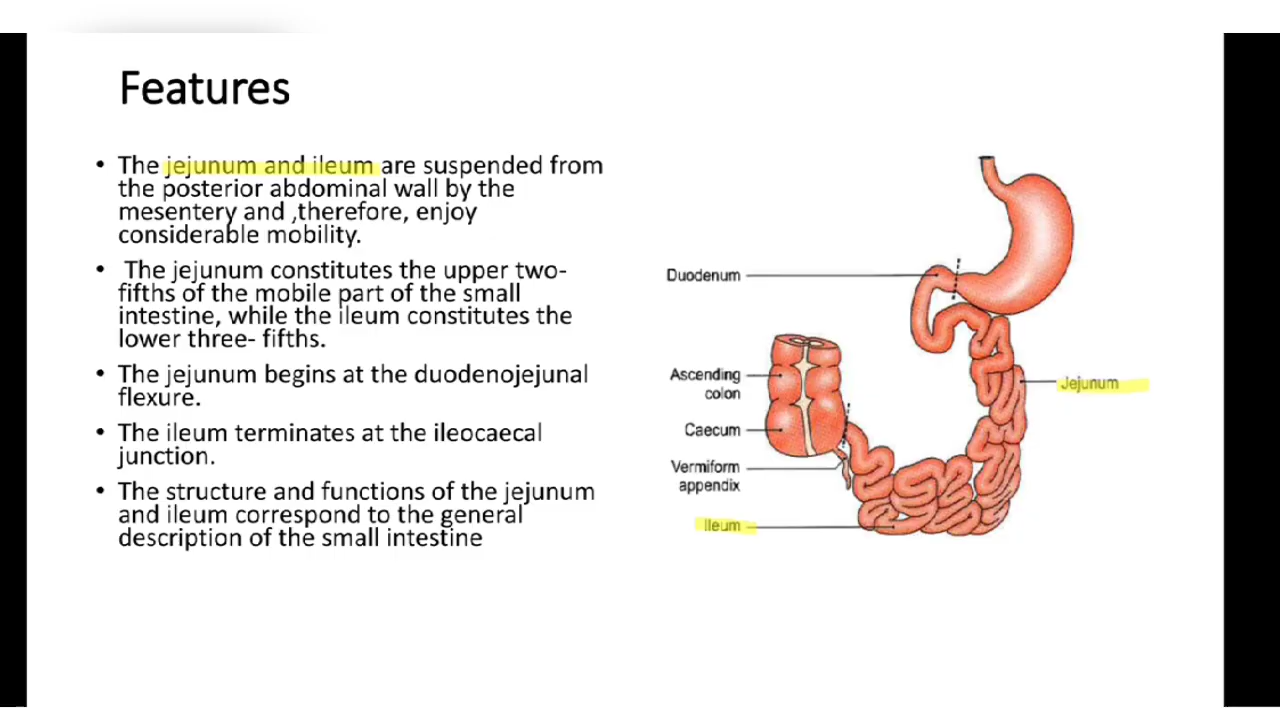 Features
• The jejunum and ileum are suspended from
the posterior abdominal wall by the
mesentery and ,therefore, enjoy
considerable mobility.
• The jejunum constitutes the upper two-
fifths of the mobile part of the small
intestine, while the ileum constitutes the
lower three- fifths.
• The jejunum begins at the duodenojejunal
flexure.
• The ileum terminates at the ileocaecal
junction.
• The structure and functions of the jejunum
and ileum correspond to the general
description of the small intestine
Duodenum
Ascending
colon
Jejunum
Caecum
Vermiform
appendix
Ileum